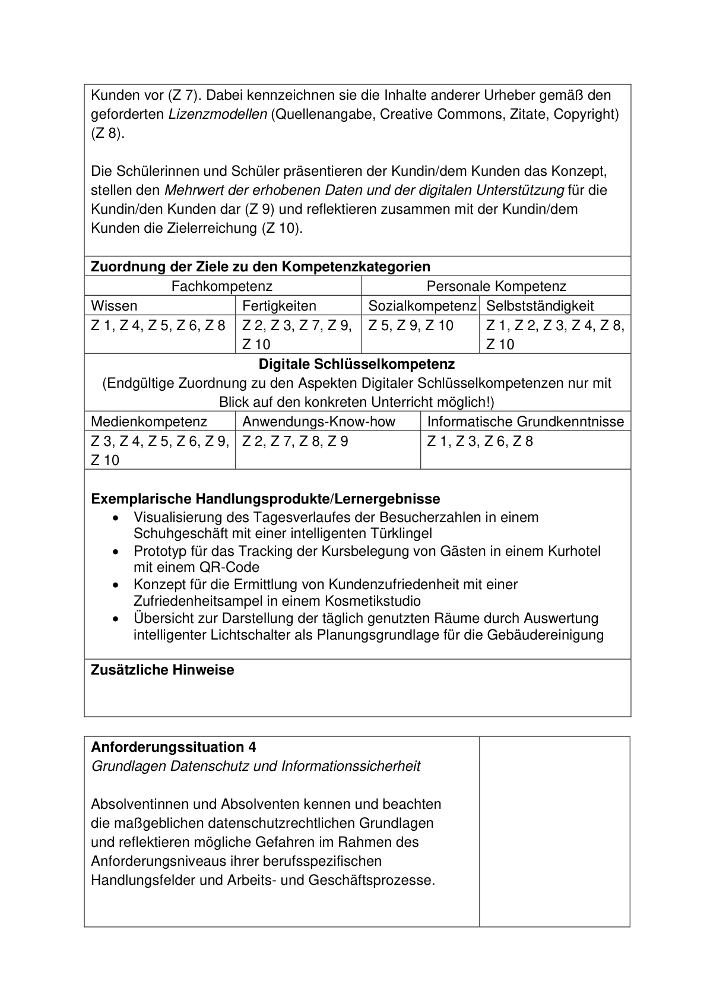 Kunden vor (Z 7). Dabei kennzeichnen sie die Inhalte anderer Urheber gemäß den
geforderten Lizenzmodellen (Quellenangabe, Creative Commons, Zitate, Copyright)
(Z 8).
Die Schülerinnen und Schüler präsentieren der Kundin/dem Kunden das Konzept,
stellen den Mehrwert der erhobenen Daten und der digitalen Unterstützung für die
Kundin/den Kunden dar (Z 9) und reflektieren zusammen mit der Kundin/dem
Kunden die Zielerreichung (Z 10).
Zuordnung der Ziele zu den Kompetenzkategorien
Fachkompetenz Personale Kompetenz
Wissen Fertigkeiten Sozialkompetenz Selbstständigkeit
Z 1, Z 4, Z 5, Z 6, Z 8 Z 2, Z 3, Z 7, Z 9, Z 5, Z 9, Z 10 Z 1, Z 2, Z 3, Z 4, Z 8,
Z 10 Z 10
Digitale Schlüsselkompetenz
(Endgültige Zuordnung zu den Aspekten Digitaler Schlüsselkompetenzen nur mit
Blick auf den konkreten Unterricht möglich!)
Medienkompetenz Anwendungs-Know-how Informatische Grundkenntnisse
Z 3, Z 4, Z 5, Z 6, Z 9, Z 2, Z 7, Z 8, Z 9 Z 1, Z 3, Z 6, Z 8
Z 10
Exemplarische Handlungsprodukte/Lernergebnisse
• Visualisierung des Tagesverlaufes der Besucherzahlen in einem
Schuhgeschäft mit einer intelligenten Türklingel
• Prototyp für das Tracking der Kursbelegung von Gästen in einem Kurhotel
mit einem QR-Code
• Konzept für die Ermittlung von Kundenzufriedenheit mit einer
Zufriedenheitsampel in einem Kosmetikstudio
• Übersicht zur Darstellung der täglich genutzten Räume durch Auswertung
intelligenter Lichtschalter als Planungsgrundlage für die Gebäudereinigung
Zusätzliche Hinweise
Anforderungssituation 4
Grundlagen Datenschutz und Informationssicherheit
Absolventinnen und Absolventen kennen und beachten
die maßgeblichen datenschutzrechtlichen Grundlagen
und reflektieren mögliche Gefahren im Rahmen des
Anforderungsniveaus ihrer berufsspezifischen
Handlungsfelder und Arbeits- und Geschäftsprozesse.